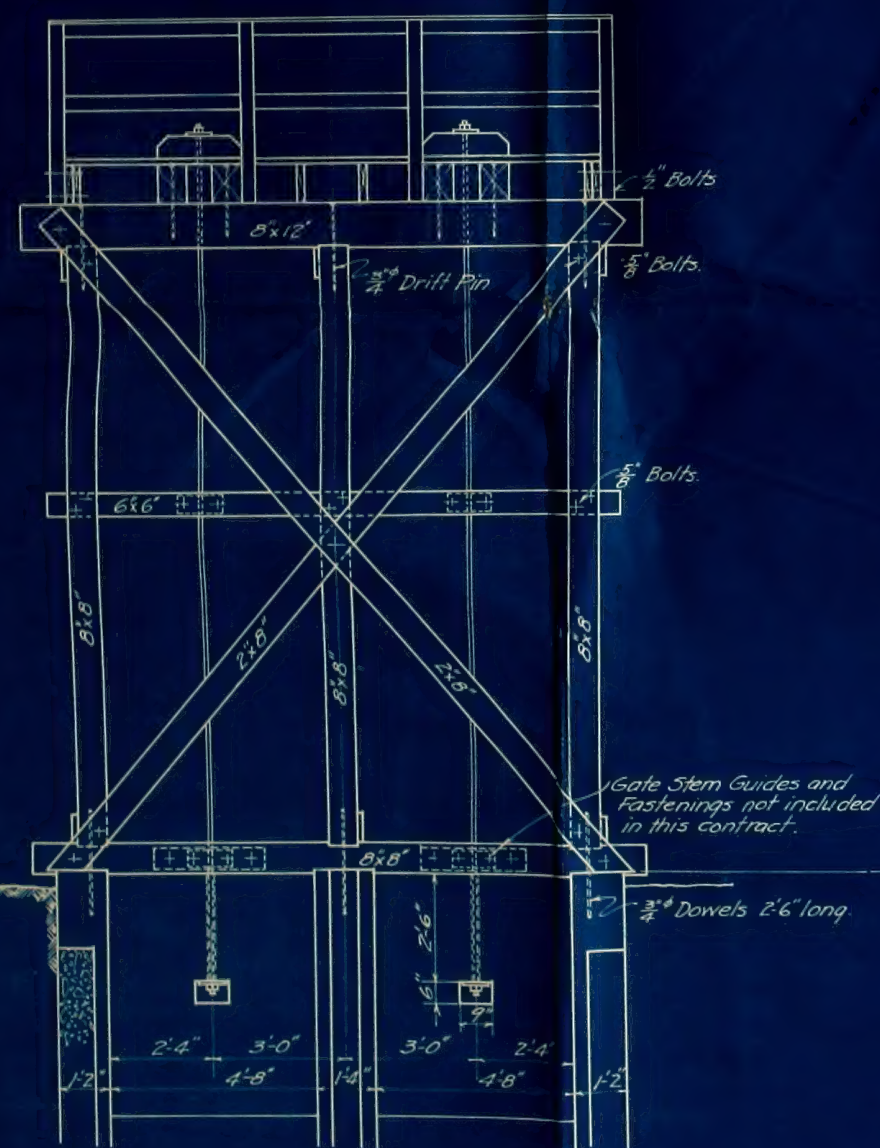 1/2" Bolts
8"x12"
5/8" Bolts.
3/4"ø Drift Pin
5/8" Bolts.
6"x6"
8"x8"
2"x8"
8"x8"
2"x8"
8"x8"
Gate Stem Guides and
Fastenings not included
in this contract.
8"x8"
3/4"ø Dowels 2'-6" long.
2'-6"
6"
9"
2'-4" 3'-0" 3'-0" 2'-4"
1'-2" 4'-8" 1'-4" 4'-8" 1'-2"